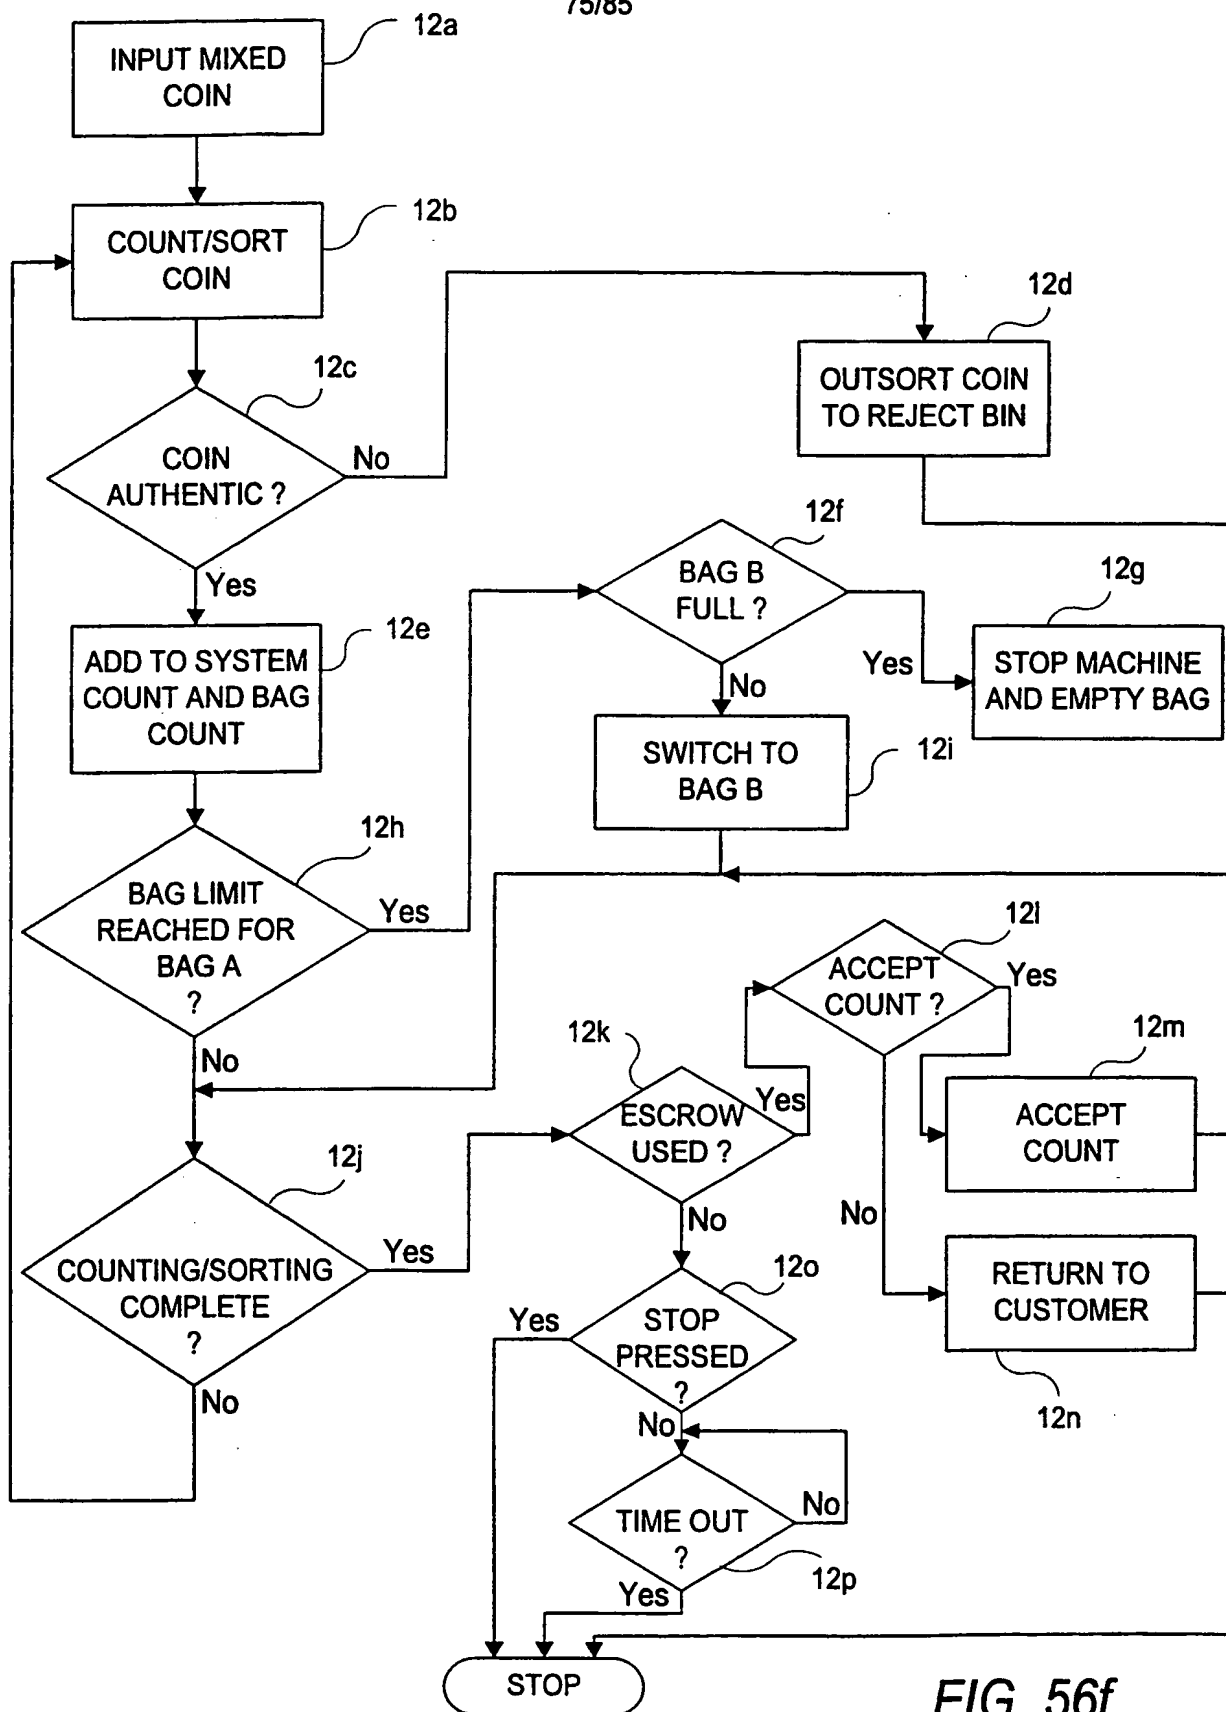 75/85
12a
INPUT MIXED
COIN
12b
COUNT/SORT
COIN
12c
COIN
AUTHENTIC ?
No
Yes
12d
OUTSORT COIN
TO REJECT BIN
12e
ADD TO SYSTEM
COUNT AND BAG
COUNT
12f
BAG B
FULL ?
Yes
No
12g
STOP MACHINE
AND EMPTY BAG
12h
BAG LIMIT
REACHED FOR
BAG A
?
Yes
No
12i
SWITCH TO
BAG B
12j
COUNTING/SORTING
COMPLETE
?
Yes
No
12k
ESCROW
USED ?
Yes
No
12l
ACCEPT
COUNT ?
Yes
No
12m
ACCEPT
COUNT
RETURN TO
CUSTOMER
12n
12o
STOP
PRESSED
?
Yes
No
TIME OUT
?
No
12p
Yes
STOP
FIG. 56f